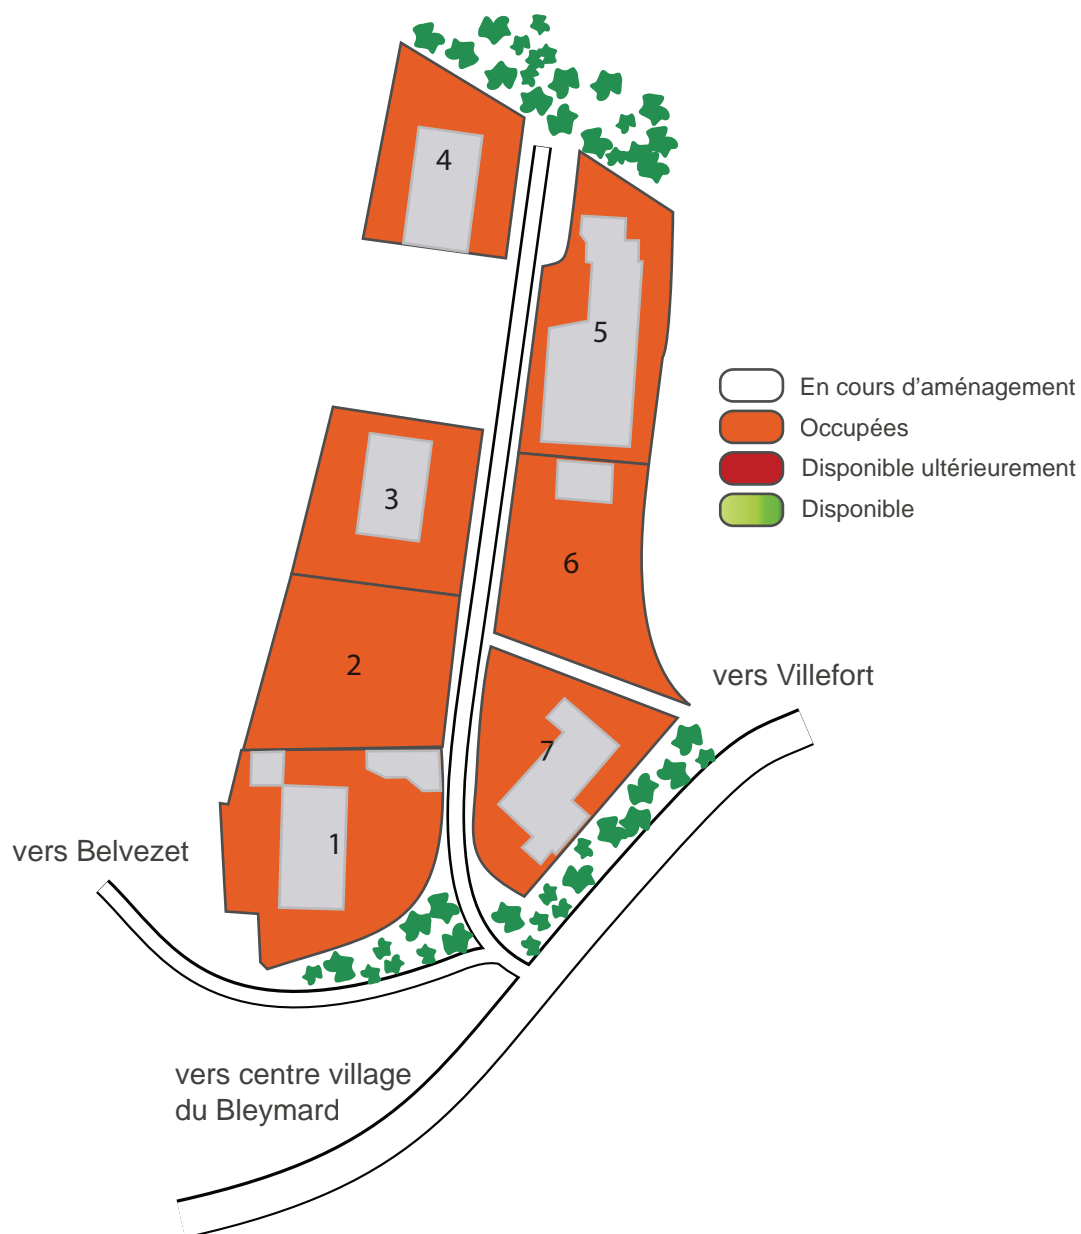 4
5
En cours d'aménagement
Occupées
Disponible ultérieurement
Disponible
3
6
2
vers Villefort
7
1
vers Belvezet
vers centre village
du Bleymard